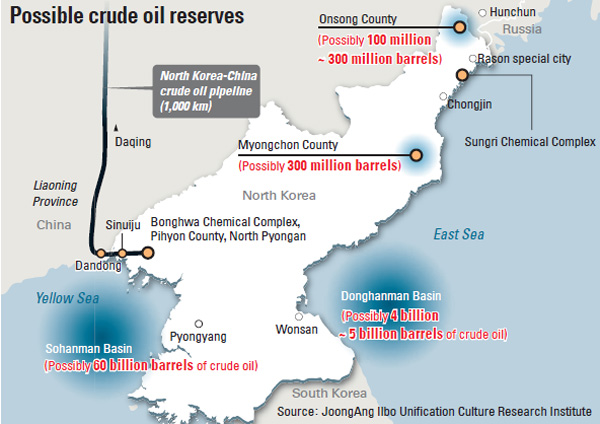 Possible crude oil reserves
Onsong County
(Possibly 100 million
~ 300 million barrels)
Hunchun
Russia
Rason special city
North Korea-China
crude oil pipeline
(1,000 km)
Chongjin
Sungri Chemical Complex
Daqing
Myongchon County
(Possibly 300 million barrels)
Liaoning
Province
North Korea
China
Sinuiju
Bonghwa Chemical Complex,
Pihyon County, North Pyongan
East Sea
Dandong
Yellow Sea
Donghanman Basin
(Possibly 4 billion
~ 5 billion barrels of crude oil)
Pyongyang
Wonsan
Sohanman Basin
(Possibly 60 billion barrels of crude oil)
South Korea
Source: JoongAng Ilbo Unification Culture Research Institute